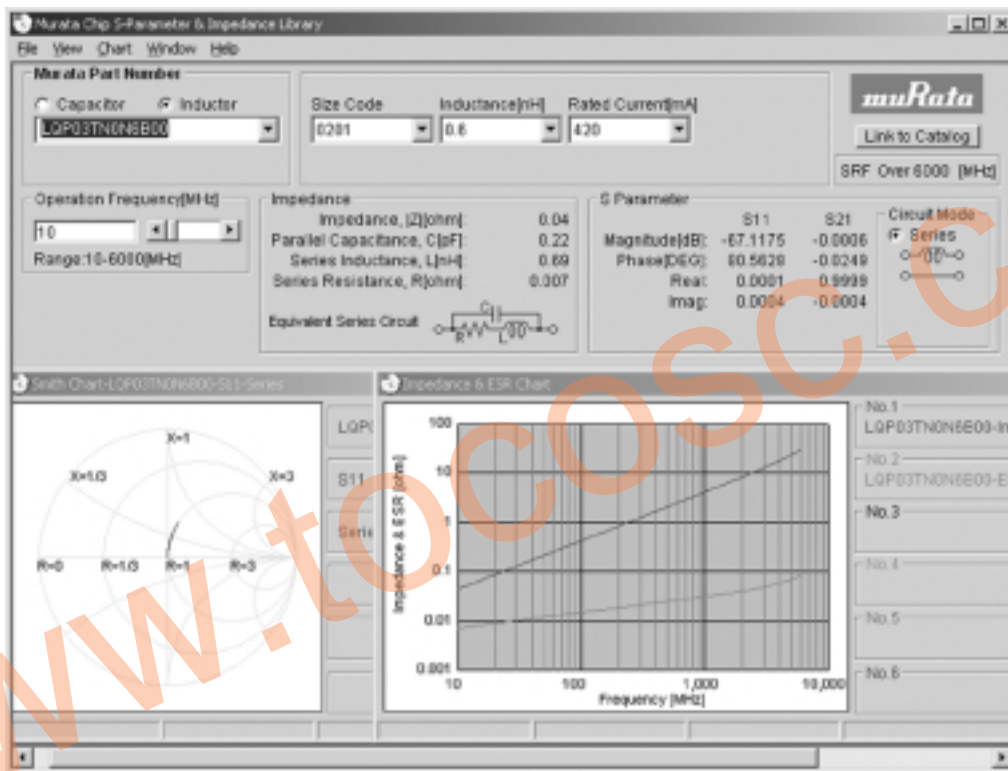 Murata Chip S-Parameter & Impedance Library
File View Chart Window Help
Murata Part Number
Capacitor Inductor
LQP03TN0N6B00
Size Code Inductance[nH] Rated Current[mA]
0201 0.6 420
muRata
Link to Catalog
SRF Over 6000 [MHz]
Operation Frequency[MHz]
10
Range:10-6000[MHz]
Impedance
Impedance, |Z|[ohm]: 0.04
Parallel Capacitance, C[pF]: 0.22
Series Inductance, L[nH]: 0.69
Series Resistance, R[ohm]: 0.007
Equivalent Series Circuit
C
R L
S Parameter
S11 S21
Magnitude[dB]: -67.1175 -0.0006
Phase[DEG]: 80.5628 -0.0249
Real: 0.0001 0.9999
Imag: 0.0004 -0.0004
Circuit Mode
Series
Smith Chart-LQP03TN0N6B00-S11-Series
X=1
X=1/3 X=3
R=0 R=1/3 R=1 R=3
S11
Impedance & ESR Chart
Impedance & ESR [ohm]
100
10
1
0.1
0.01
0.001
10 100 1,000 10,000
Frequency [MHz]
No.1
LQP03TN0N6B00-In
No.2
LQP03TN0N6B00-E
No.3
No.4
No.5
No.6
www.tocosc.c